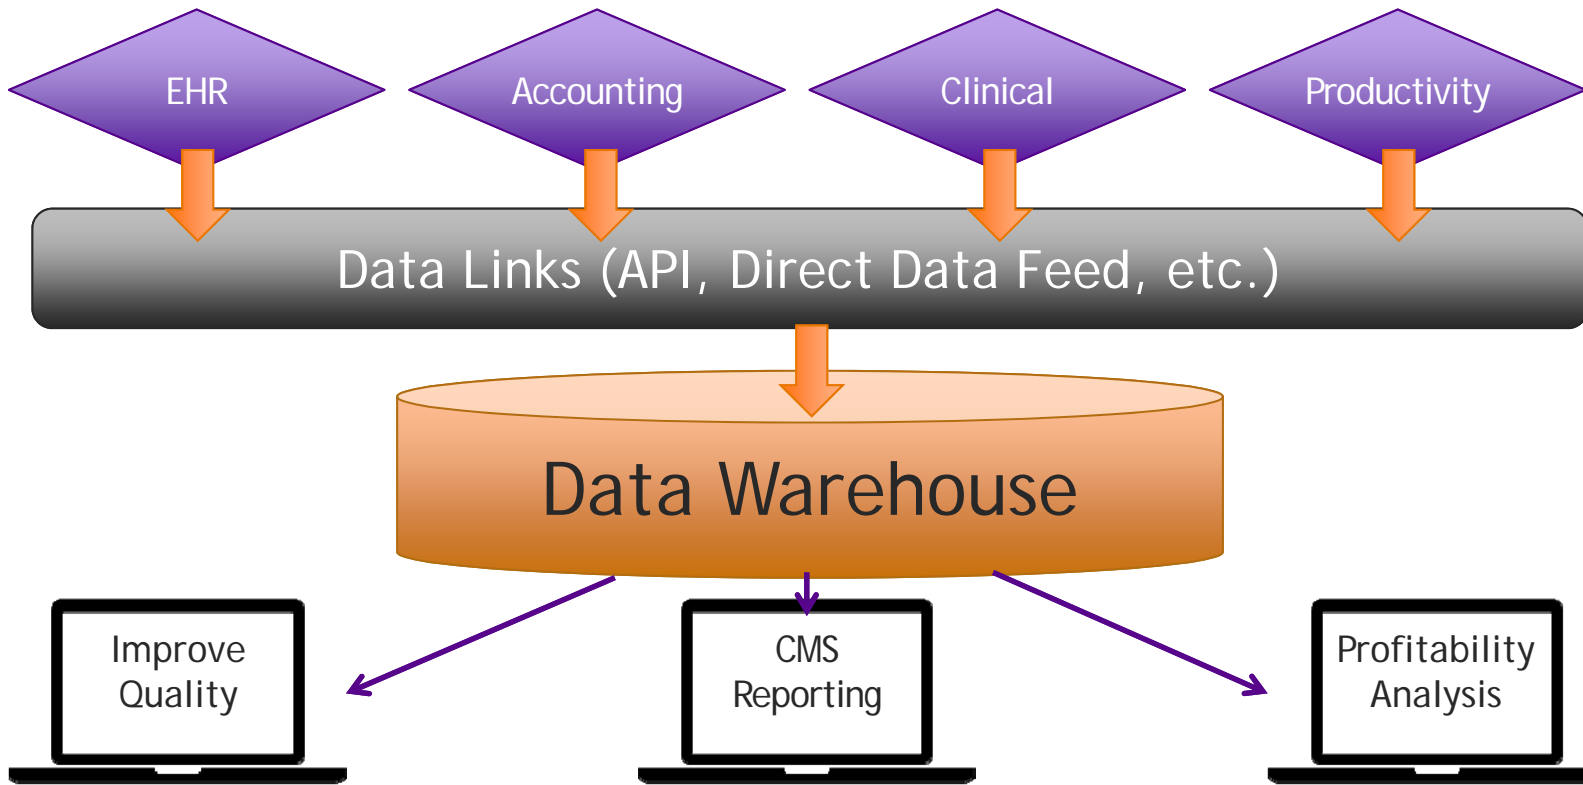 EHR
Accounting
Clinical
Productivity
Data Links (API, Direct Data Feed, etc.)
Data Warehouse
Improve
Quality
CMS
Reporting
Profitability
Analysis